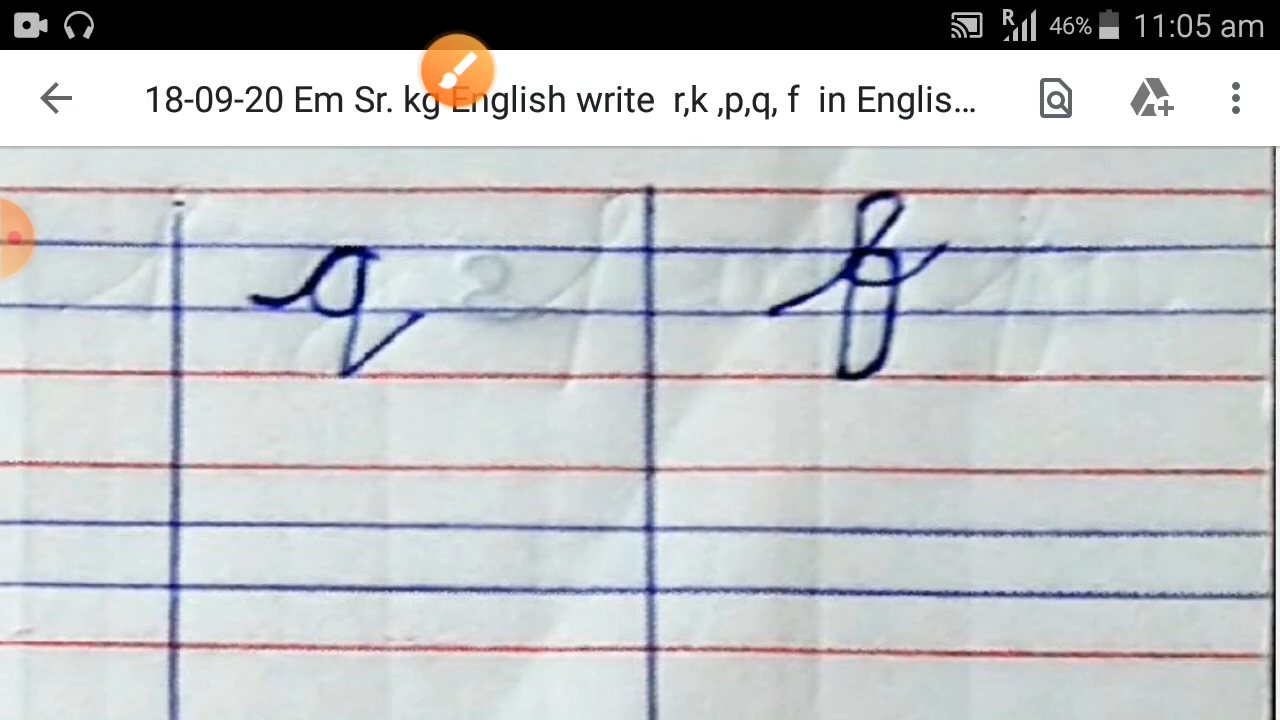 46% 11:05 am
18-09-20 Em Sr. kg English write r,k ,p,q, f in Englis...
q f